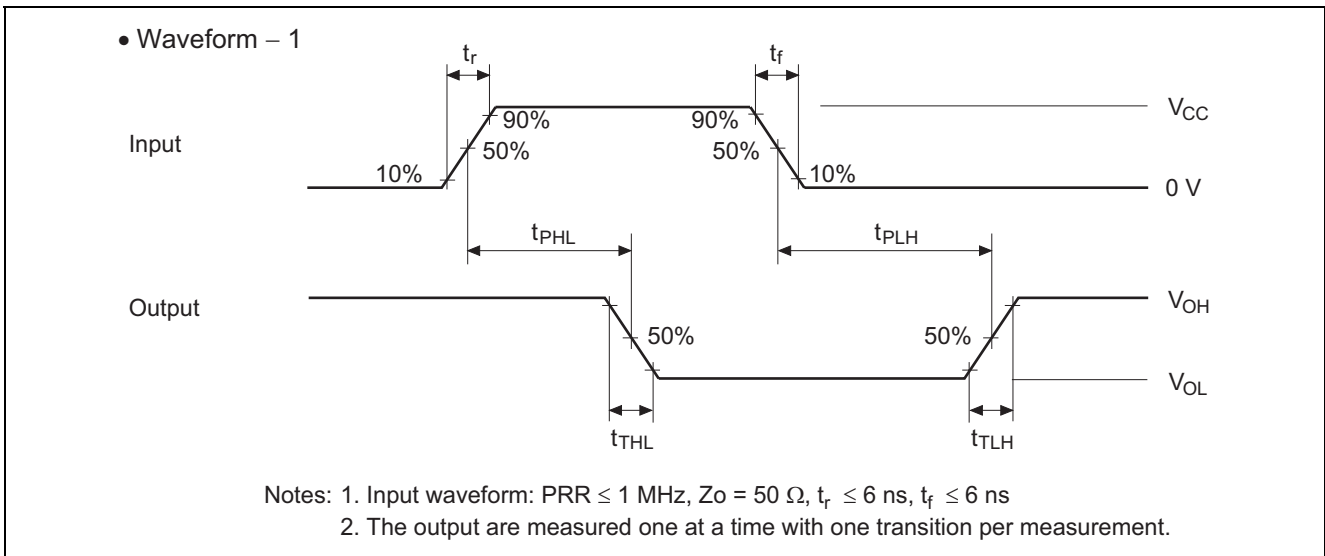 • Waveform – 1
tr
tf
90%
90%
VCC
Input
50%
50%
10%
10%
0 V
tPHL
tPLH
Output
VOH
50%
50%
VOL
tTHL
tTLH
Notes: 1. Input waveform: PRR ≤ 1 MHz, Zo = 50 Ω, tr ≤ 6 ns, tf ≤ 6 ns
2. The output are measured one at a time with one transition per measurement.